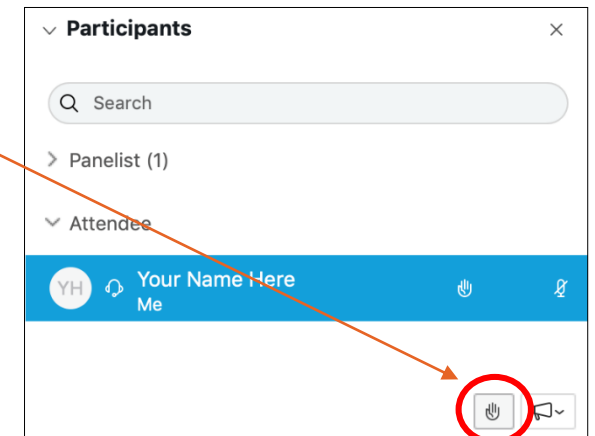 Participants
Search
Panelist (1)
Attendee
YH
Your Name Here
Me